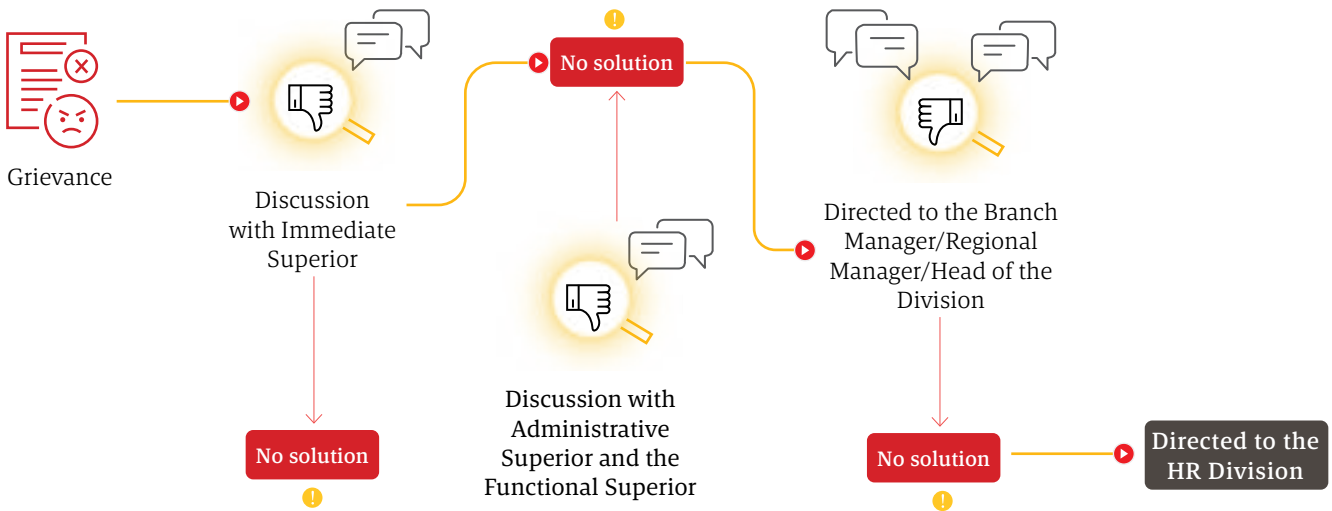 Grievance
Discussion
with Immediate
Superior
No solution
No solution
Discussion with
Administrative
Superior and the
Functional Superior
Directed to the Branch
Manager/Regional
Manager/Head of the
Division
No solution
Directed to the
HR Division